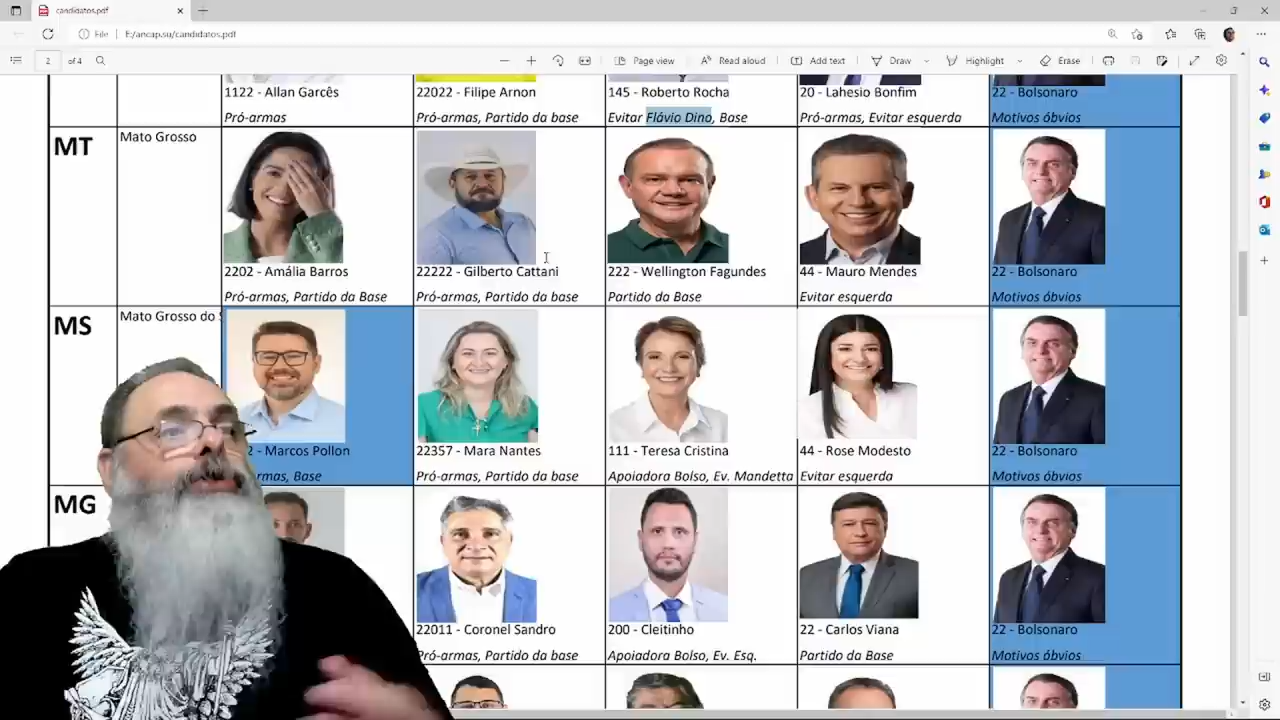 candidatos.pdf
File
E:/ancap.su/candidatos.pdf
2
of 4
Page view
Read aloud
Add text
Draw
Highlight
Erase
1122 - Allan Garcês
22022 - Filipe Arnon
145 - Roberto Rocha
20 - Lahesio Bonfim
22 - Bolsonaro
Pró-armas
Pró-armas, Partido da base
Evitar Flávio Dino, Base
Pró-armas, Evitar esquerda
Motivos óbvios
MT
Mato Grosso
2202 - Amália Barros
22222 - Gilberto Cattani
222 - Wellington Fagundes
44 - Mauro Mendes
22 - Bolsonaro
Pró-armas, Partido da Base
Pró-armas, Partido da base
Partido da Base
Evitar esquerda
Motivos óbvios
MS
Mato Grosso do
2 - Marcos Pollon
22357 - Mara Nantes
111 - Teresa Cristina
44 - Rose Modesto
22 - Bolsonaro
rmas, Base
Pró-armas, Partido da base
Apoiadora Bolso, Ev. Mandetta
Evitar esquerda
Motivos óbvios
MG
22011 - Coronel Sandro
200 - Cleitinho
22 - Carlos Viana
22 - Bolsonaro
Pró-armas, Partido da base
Apoiadora Bolso, Ev. Esq.
Partido da Base
Motivos óbvios